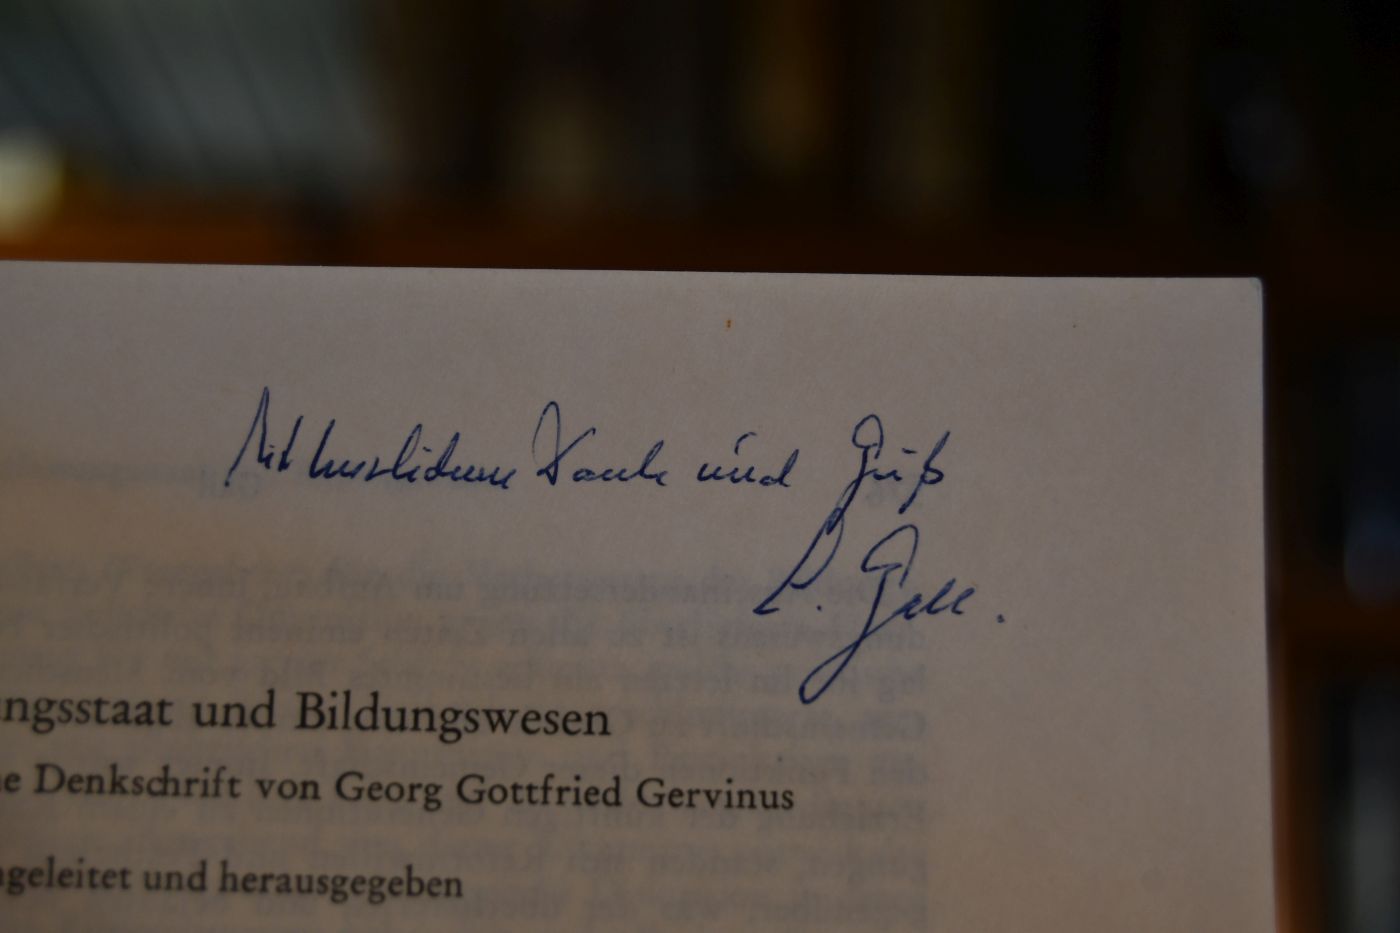 Mit herzlichem Dank und Gruß
L. Gall.
ngsstaat und Bildungswesen
e Denkschrift von Georg Gottfried Gervinus
ngeleitet und herausgegeben